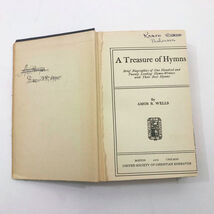 A Treasure of Hymns
Brief Biographies of One Hundred and
Twenty Leading Hymn-Writers
with Their Best Hymns
By
AMOS R. WELLS
BOSTON AND CHICAGO
UNITED SOCIETY OF CHRISTIAN ENDEAVOR